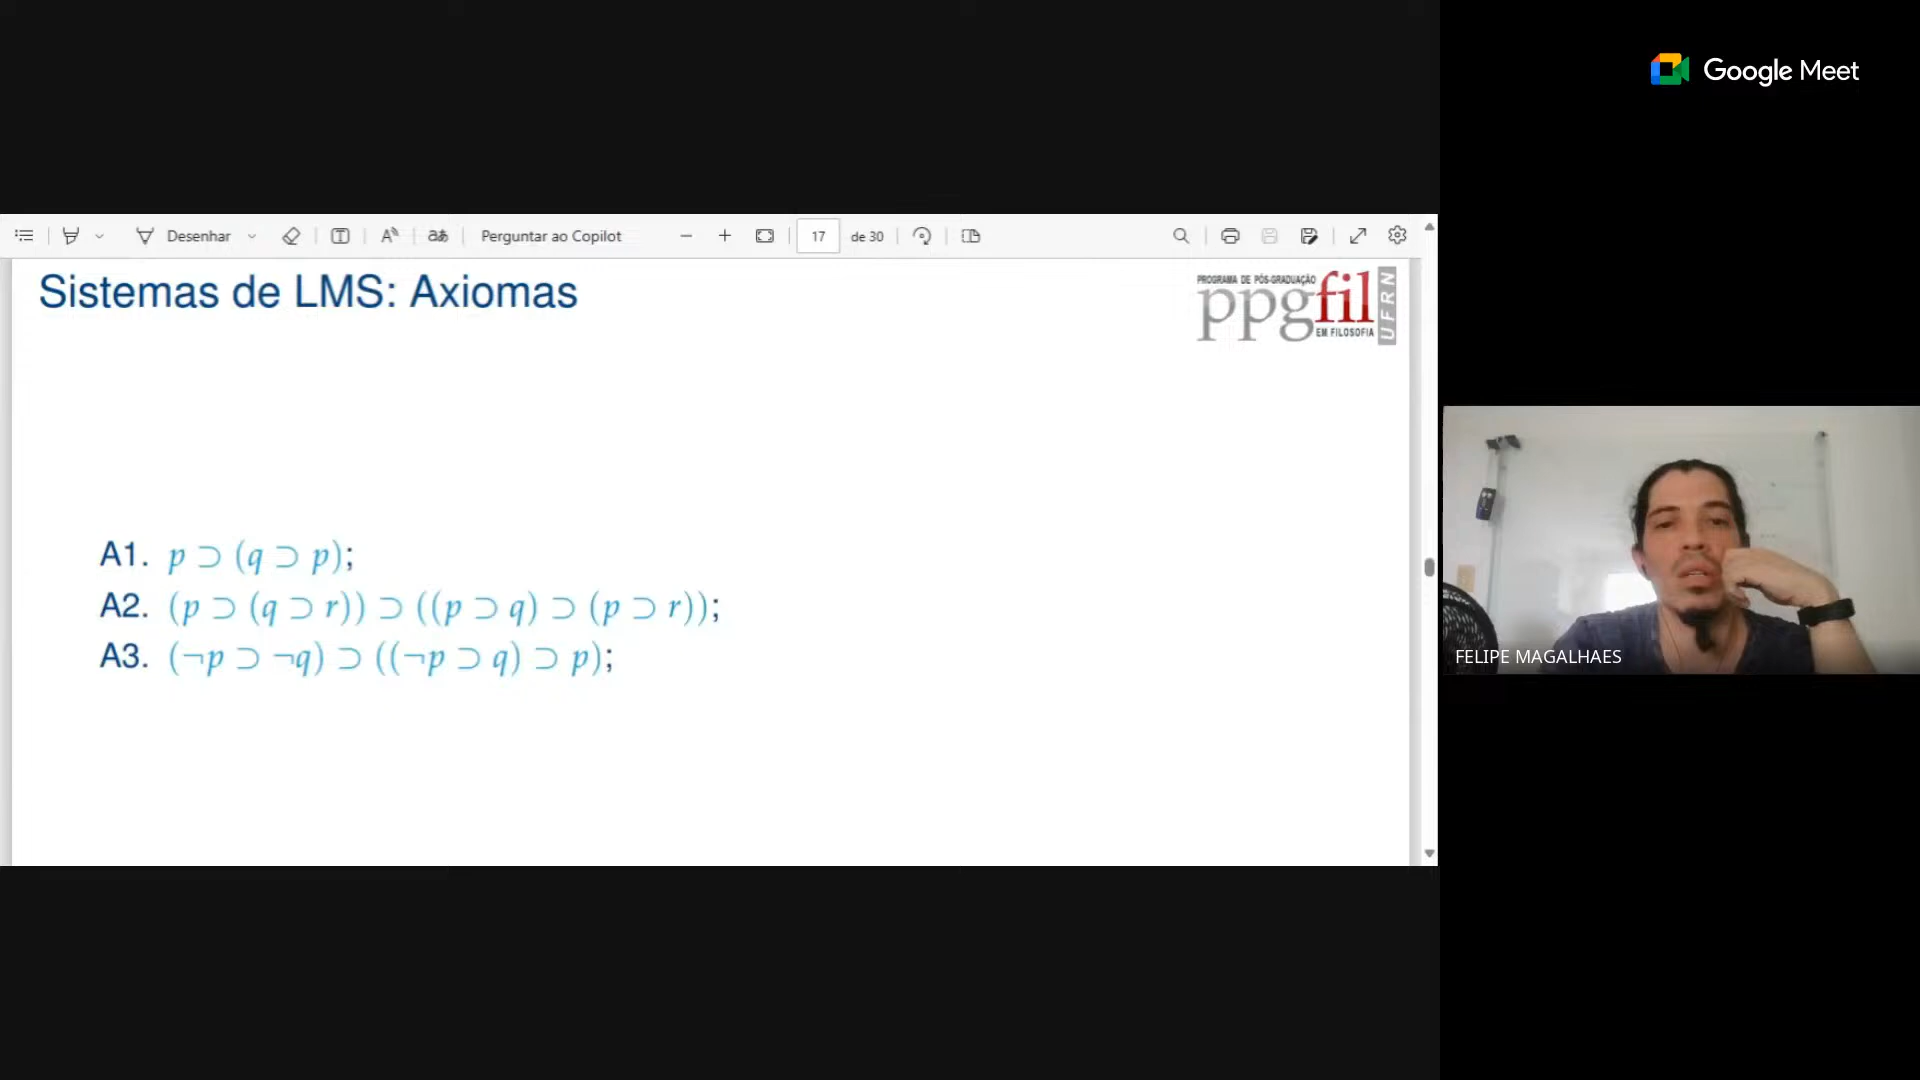 Google Meet
Desenhar
Perguntar ao Copilot
17 de 30
Sistemas de LMS: Axiomas
PROGRAMA DE PÓS-GRADUAÇÃO
ppgfil
EM FILOSOFIA
UFRN
A1. p ⊃ (q ⊃ p);
A2. (p ⊃ (q ⊃ r)) ⊃ ((p ⊃ q) ⊃ (p ⊃ r));
A3. (¬p ⊃ ¬q) ⊃ ((¬p ⊃ q) ⊃ p);
FELIPE MAGALHAES